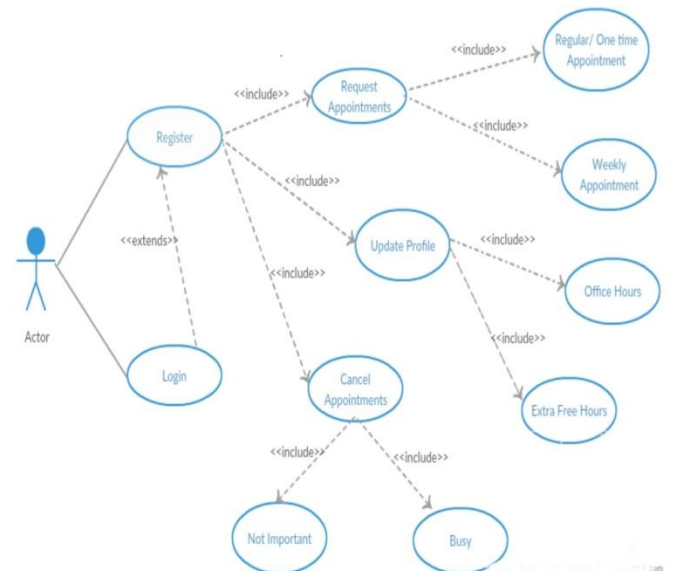 Regular/ One time
Appointment
<<include>>
Request
Appointments
<<include>>
<<include>>
Register
Weekly
Appointment
<<include>>
<<extends>>
Update Profile
<<include>>
<<include>>
Office Hours
Actor
<<include>>
Login
Cancel
Appointments
Extra Free Hours
<<include>>
<<include>>
Not Important
Busy